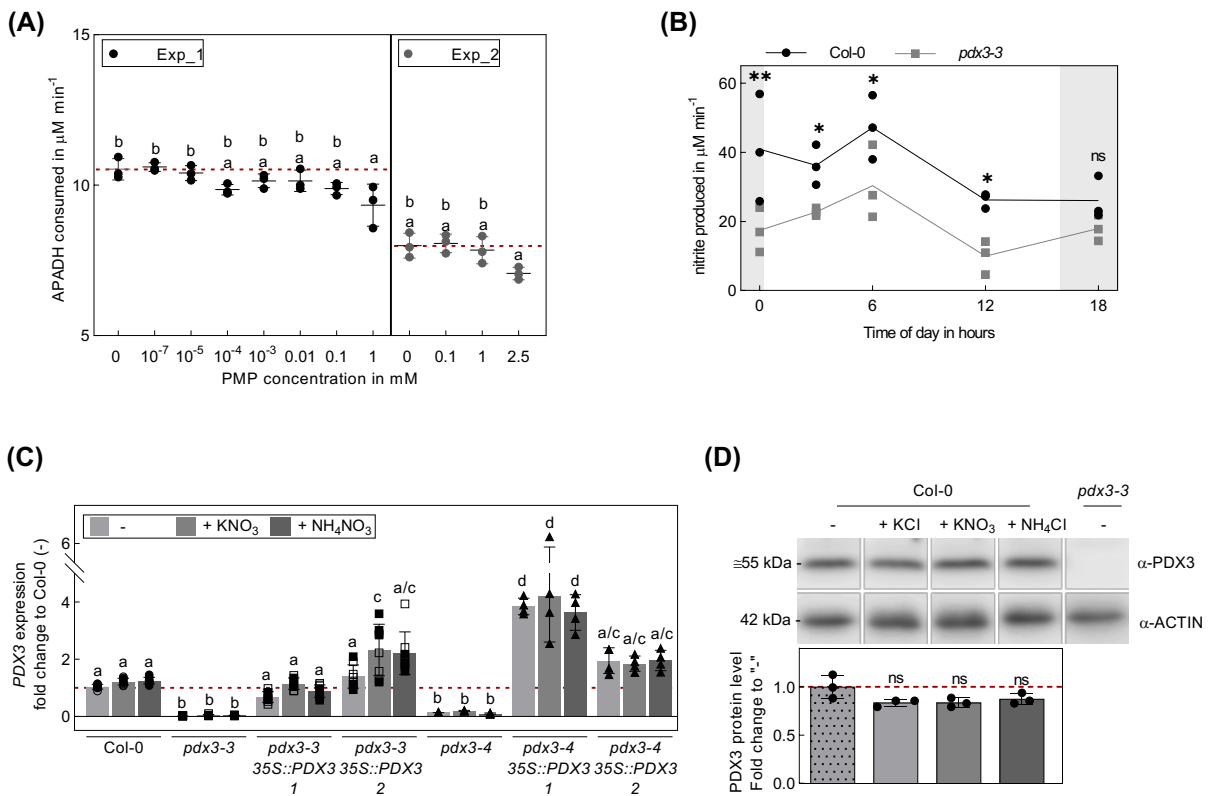 (A)
Exp_1
Exp_2
APADH consumed in μM min⁻¹
15
10
5
b b b b b b b a
a a a a
b b b
a a a a
0 10⁻⁷ 10⁻⁵ 10⁻⁴ 10⁻³ 0.01 0.1 1 0 0.1 1 2.5
PMP concentration in mM
(B)
Col-0 pdx3-3
nitrite produced in μM min⁻¹
60
40
20
0
** * * * ns
0 6 12 18
Time of day in hours
(C)
- + KNO₃ + NH₄NO₃
PDX3 expression
fold change to Col-0 (-)
6
4
2
0
a a a b b b a a a a c a/c b b b d d d a/c a/c a/c
Col-0 pdx3-3 pdx3-3 pdx3-3 pdx3-4 pdx3-4 pdx3-4
35S::PDX3 35S::PDX3 35S::PDX3 35S::PDX3
1 2 1 2
(D)
Col-0 pdx3-3
- + KCl + KNO₃ + NH₄Cl -
≅55 kDa - α-PDX3
42 kDa - α-ACTIN
PDX3 protein level
Fold change to "-"
1.0
0.5
0.0
ns ns ns